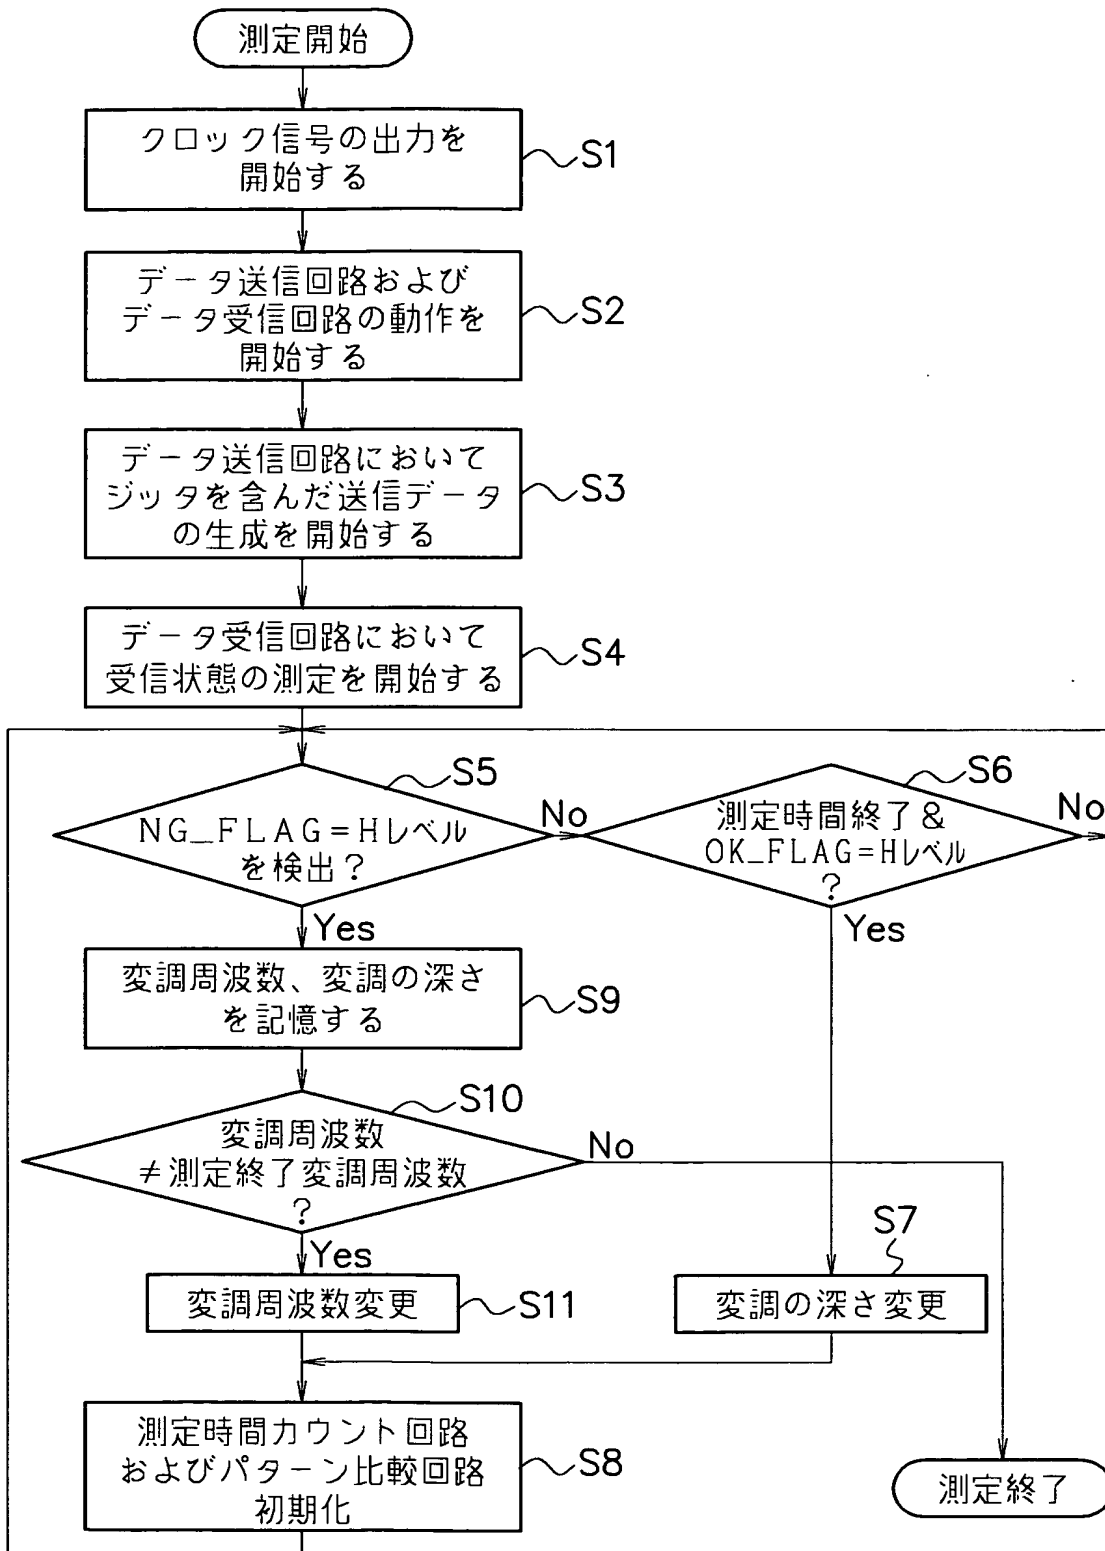 測定開始
クロック信号の出力を
開始する
S1
データ送信回路および
データ受信回路の動作を
開始する
S2
データ送信回路において
ジッタを含んだ送信データ
の生成を開始する
S3
データ受信回路において
受信状態の測定を開始する
S4
S5
NG_FLAG=Hレベル
を検出?
No
S6
測定時間終了&
OK_FLAG=Hレベル
?
No
Yes
Yes
変調周波数、変調の深さ
を記憶する
S9
S10
変調周波数
≠測定終了変調周波数
?
No
Yes
S7
変調周波数変更
S11
変調の深さ変更
測定時間カウント回路
およびパターン比較回路
初期化
S8
測定終了